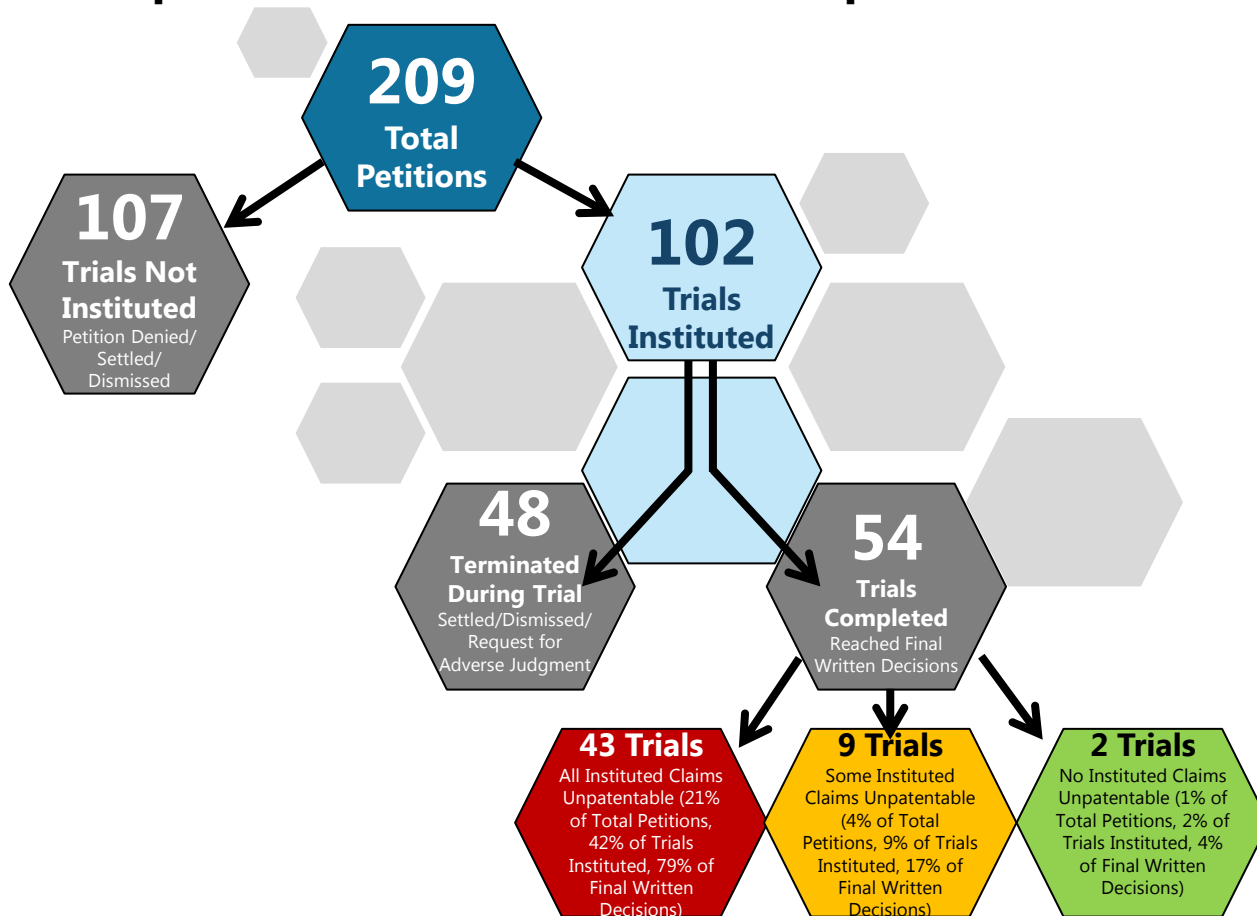 209
Total
Petitions
107
Trials Not
Instituted
Petition Denied/
Settled/
Dismissed
102
Trials
Instituted
48
Terminated
During Trial
Settled/Dismissed/
Request for
Adverse Judgment
54
Trials
Completed
Reached Final
Written Decisions
43 Trials
All Instituted Claims
Unpatentable (21%
of Total Petitions,
42% of Trials
Instituted, 79% of
Final Written
Decisions)
9 Trials
Some Instituted
Claims Unpatentable
(4% of Total
Petitions, 9% of Trials
Instituted, 17% of
Final Written
Decisions)
2 Trials
No Instituted Claims
Unpatentable (1% of
Total Petitions, 2% of
Trials Instituted, 4%
of Final Written
Decisions)